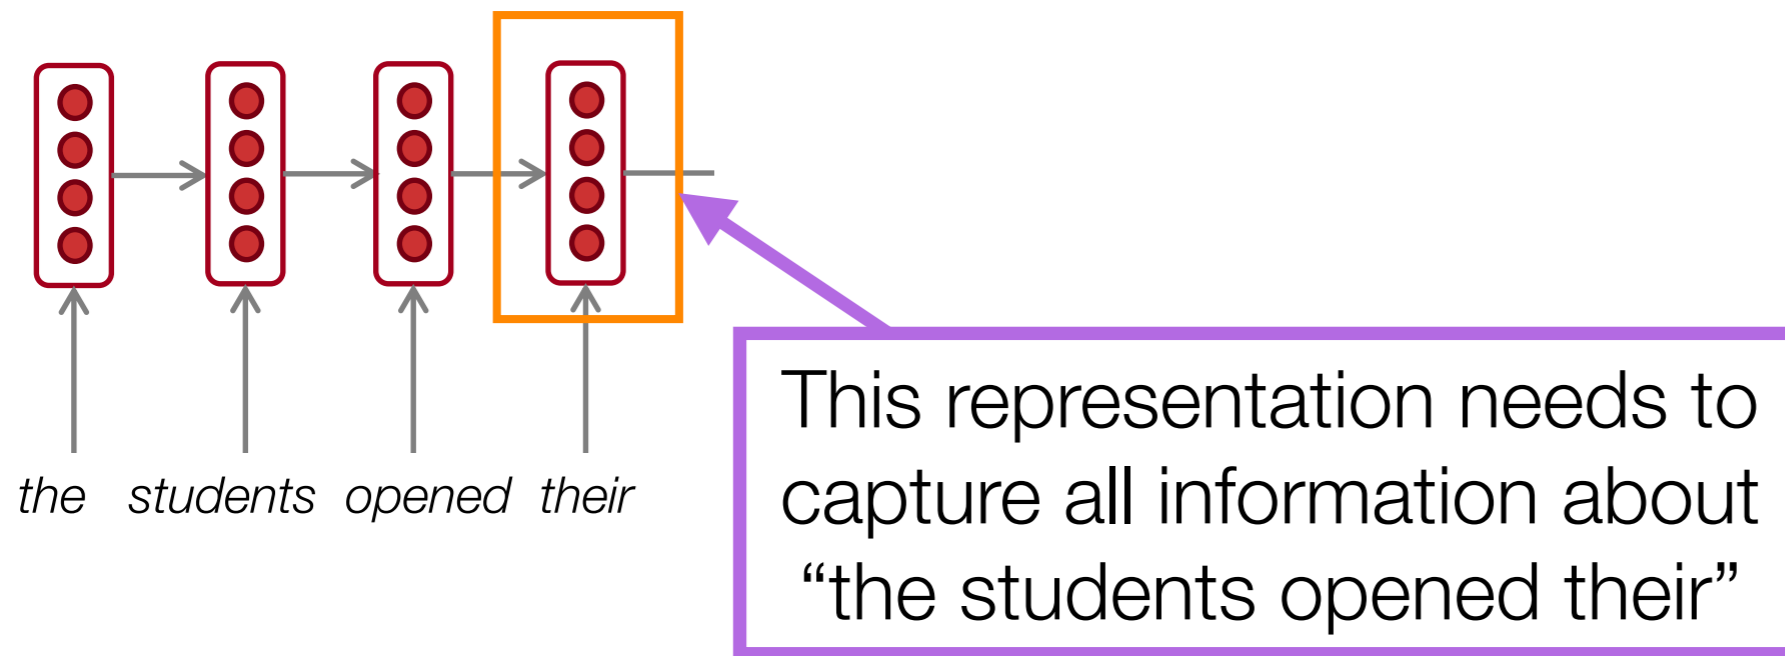 the students opened their
This representation needs to
capture all information about
“the students opened their”